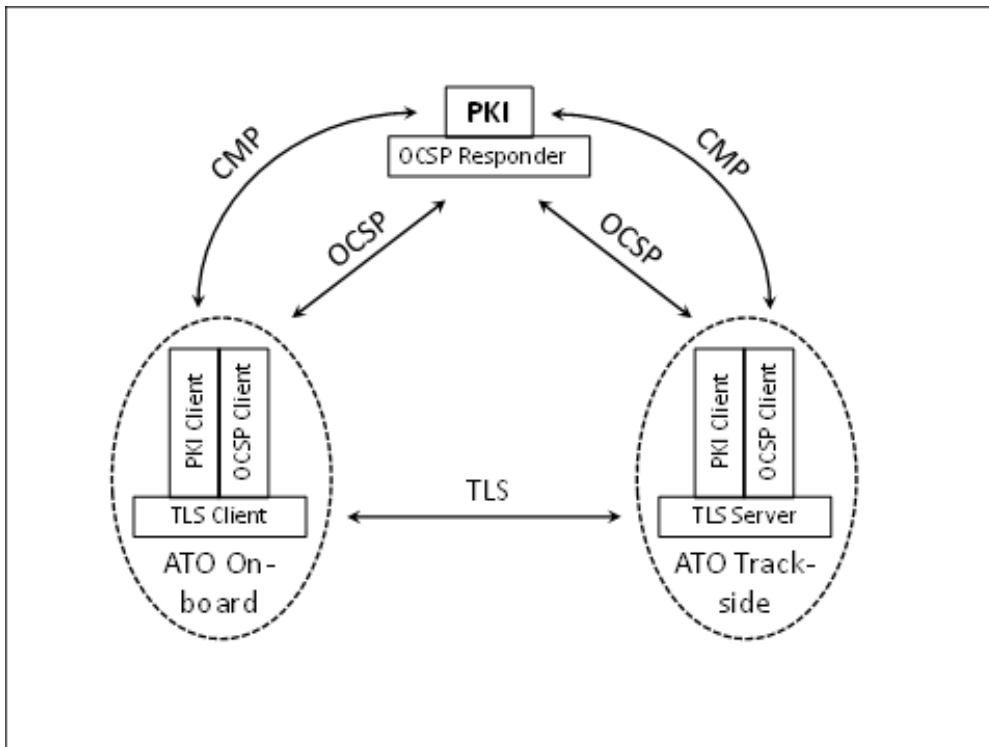 PKI
OCSP Responder
CMP
CMP
OCSP
OCSP
PKI Client
OCSP Client
TLS Client
ATO On-
board
TLS
PKI Client
OCSP Client
TLS Server
ATO Track-
side